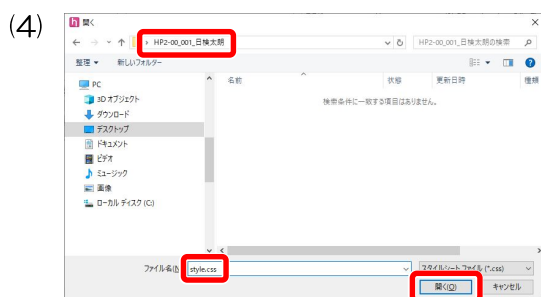 (4)
開く
HP2-00_001_日検太朗
HP2-00_001_日検太朗の検索
整理 新しいフォルダー
名前 状態 更新日時 種類
検索条件に一致する項目はありません。
PC
3D オブジェクト
ダウンロード
デスクトップ
ドキュメント
ビデオ
ミュージック
画像
ローカル ディスク (C:)
ファイル名(N) style.css
スタイルシート ファイル (*.css)
開く(O) キャンセル